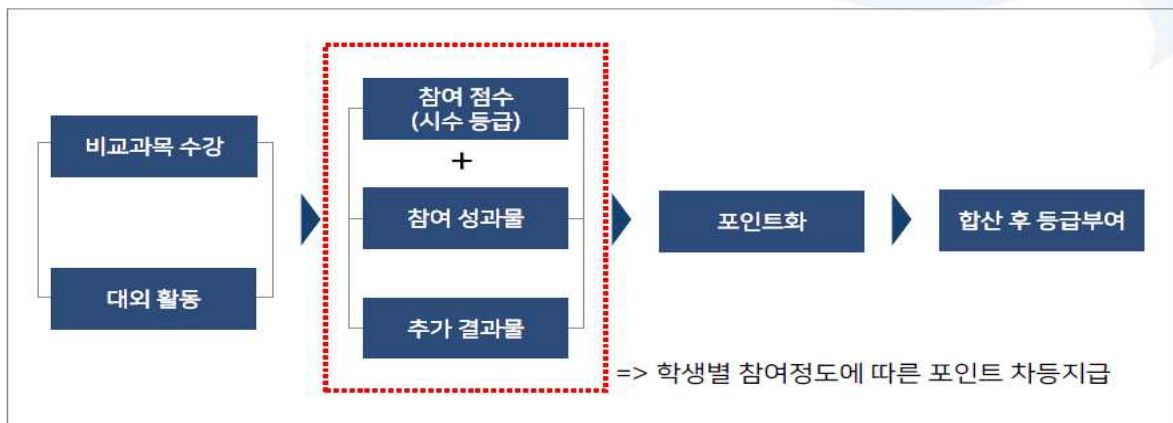 비교과목 수강
대외 활동
참여 점수
(시수 등급)
+
참여 성과물
추가 결과물
포인트화
합산 후 등급부여
=> 학생별 참여정도에 따른 포인트 차등지급